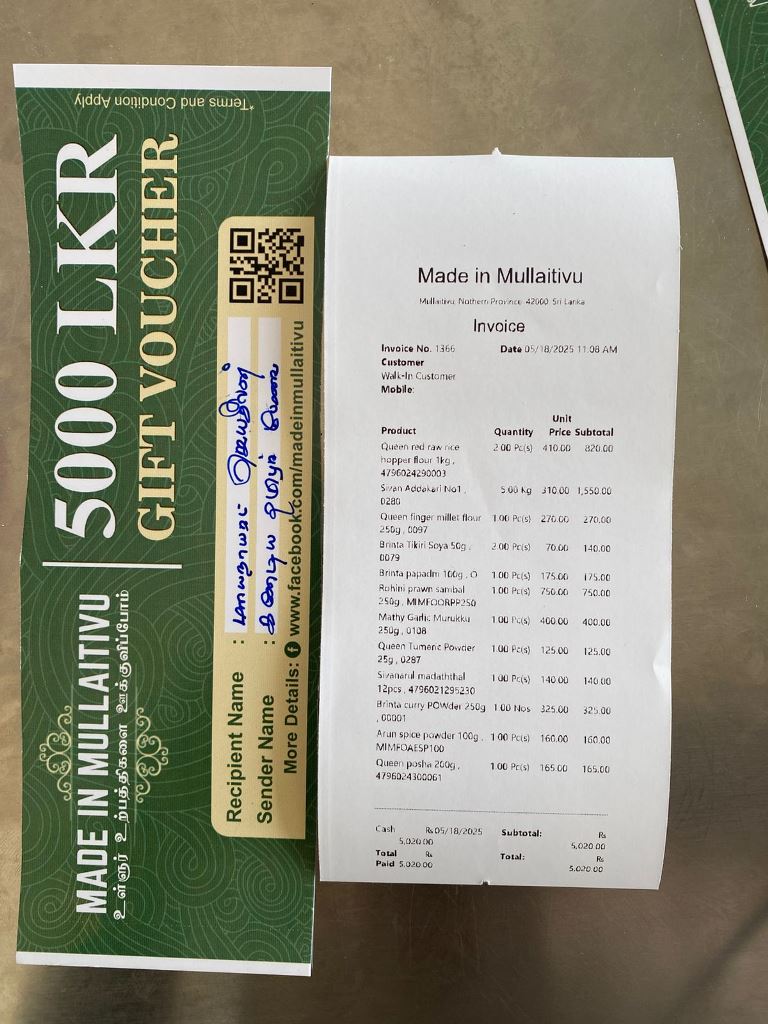 5000 LKR
GIFT VOUCHER
*Terms and Condition Apply
MADE IN MULLAITIVU
உள்ளூர் உற்பத்திகளை ஊக்குவிப்போம்
Recipient Name :
Sender Name :
More Details: www.facebook.com/madeinmullaitivu
Made in Mullaitivu
Mullaitivu, Nothern Province, 42000, Sri Lanka
Invoice
Invoice No. 1366 Date 05/18/2025 11:08 AM
Customer
Walk-In Customer
Mobile:
Unit
Product Quantity Price Subtotal
Queen red raw rice 2.00 Pc(s) 410.00 820.00
hopper flour 1kg ,
4796024290003
Sivan Addakari No1 , 5.00 Kg 310.00 1,550.00
0280
Queen finger millet flour 1.00 Pc(s) 270.00 270.00
250g , 0097
Brinta Tikiri Soya 50g , 2.00 Pc(s) 70.00 140.00
0079
Brinta papadm 100g , O 1.00 Pc(s) 175.00 175.00
Rohini prawn sambal 1.00 Pc(s) 750.00 750.00
250g , MIMFOORPP250
Mathy Garlic Murukku 1.00 Pc(s) 400.00 400.00
250g , 0108
Queen Tumeric Powder 1.00 Pc(s) 125.00 125.00
25g , 0287
Sivanarul madaththal 1.00 Pc(s) 140.00 140.00
12pcs , 4796021295230
Brinta curry POWder 250g 1.00 Nos 325.00 325.00
, 00001
Arun spice powder 100g , 1.00 Pc(s) 160.00 160.00
MIMFOAESP100
Queen posha 200g , 1.00 Pc(s) 165.00 165.00
4796024300061
Cash Rs 05/18/2025 Subtotal: Rs
5,020.00 5,020.00
Total Rs Total: Rs
Paid 5,020.00 5,020.00